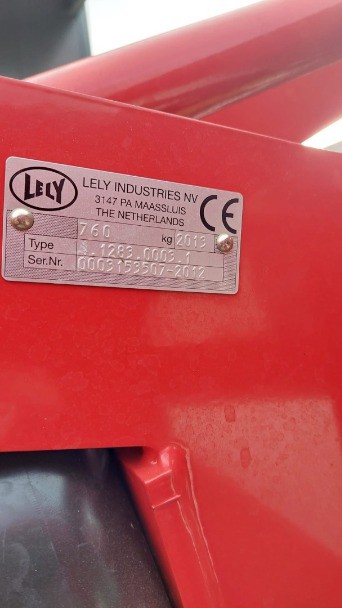 LELY
LELY INDUSTRIES NV
3147 PA MAASSLUIS
THE NETHERLANDS
CE
760 kg 2013
Type .1283.0003.1
Ser.Nr. 0003153507-2012